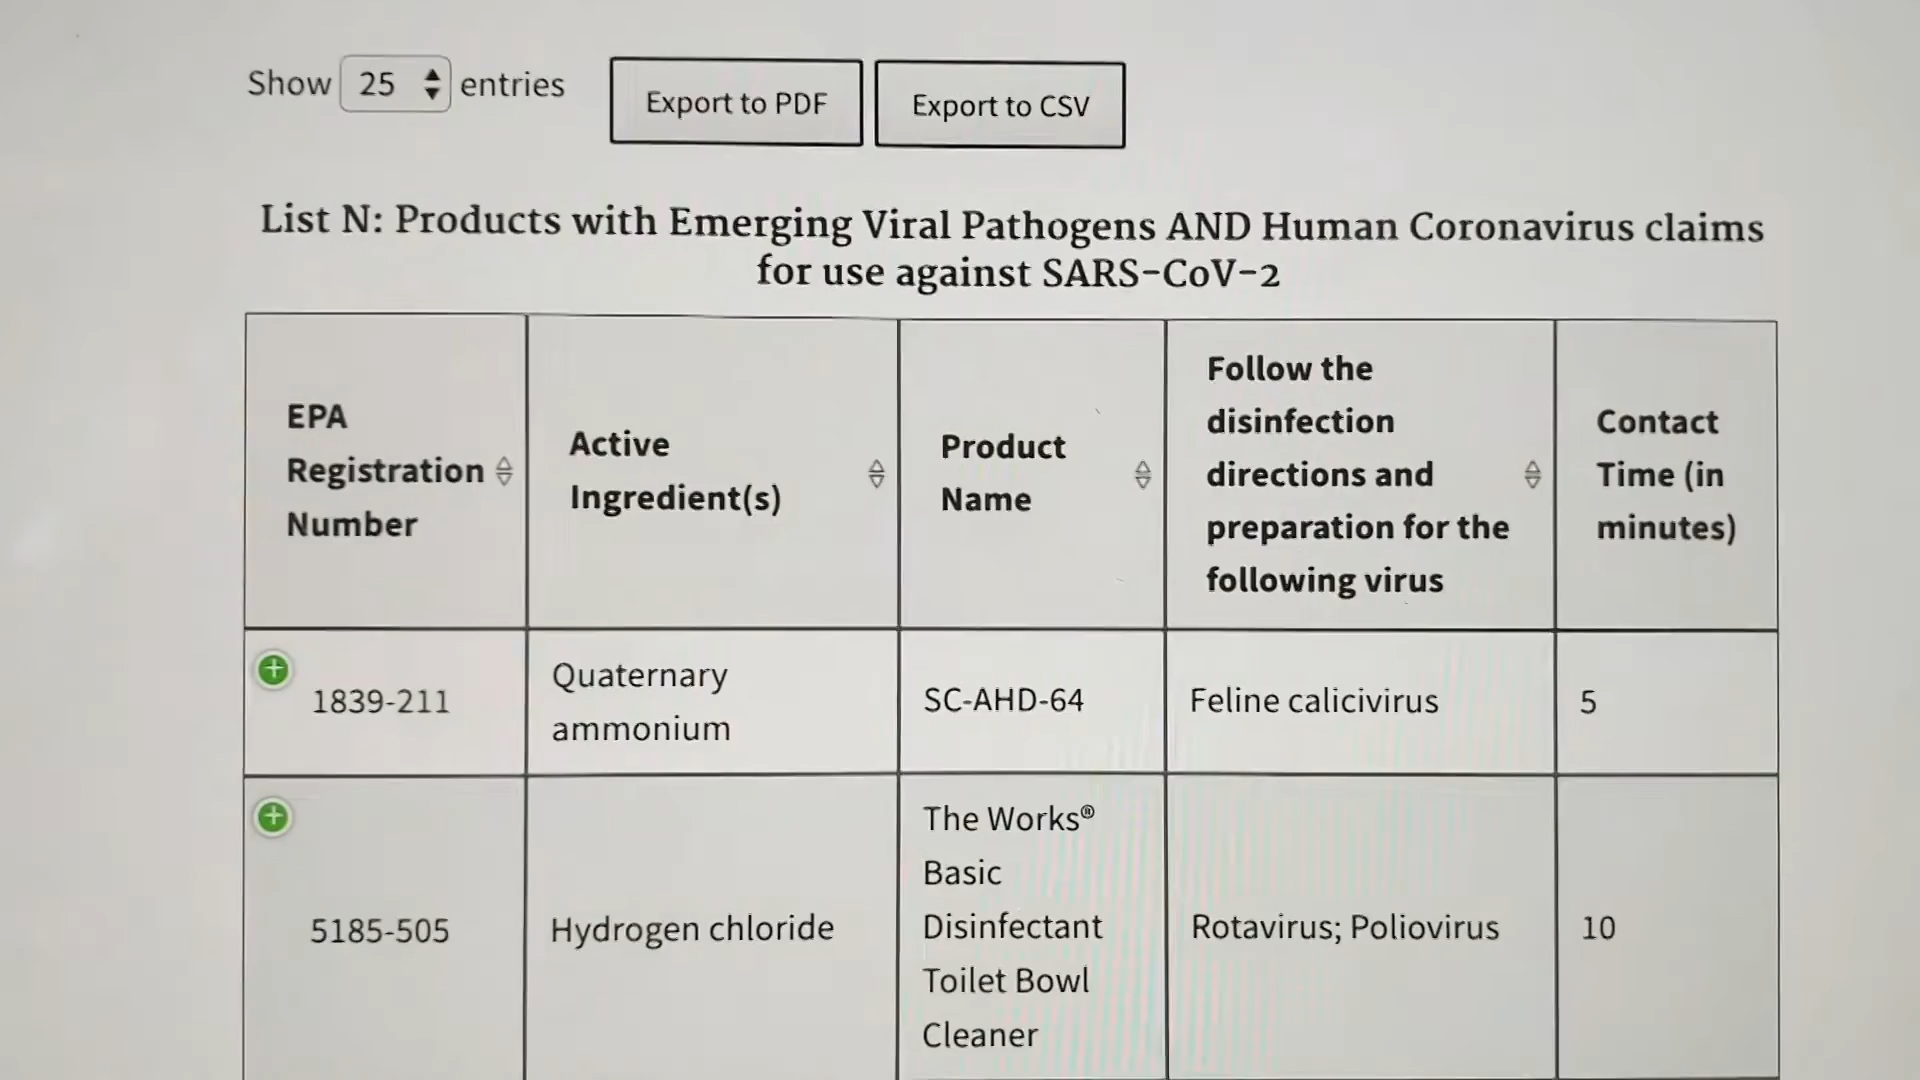 Show 25 entries
Export to PDF
Export to CSV
List N: Products with Emerging Viral Pathogens AND Human Coronavirus claims
for use against SARS-CoV-2
EPA
Registration
Number
Active
Ingredient(s)
Product
Name
Follow the
disinfection
directions and
preparation for the
following virus
Contact
Time (in
minutes)
1839-211
Quaternary
ammonium
SC-AHD-64
Feline calicivirus
5
5185-505
Hydrogen chloride
The Works®
Basic
Disinfectant
Toilet Bowl
Cleaner
Rotavirus; Poliovirus
10